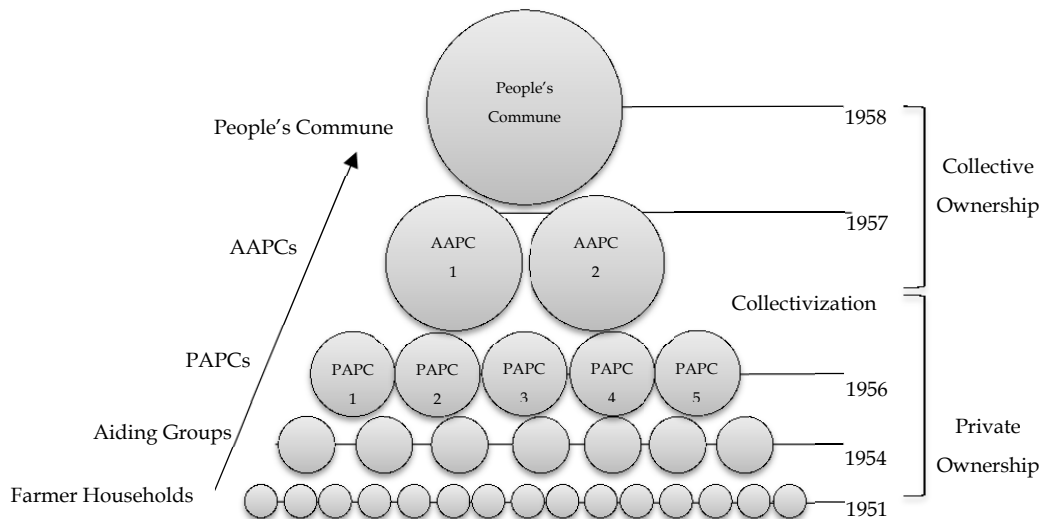 People's
Commune
People's Commune
1958
Collective
Ownership
1957
AAPCs
AAPC
1
AAPC
2
Collectivization
PAPCs
PAPC
1
PAPC
2
PAPC
3
PAPC
4
PAPC
5
1956
Aiding Groups
1954
Private
Ownership
Farmer Households
1951